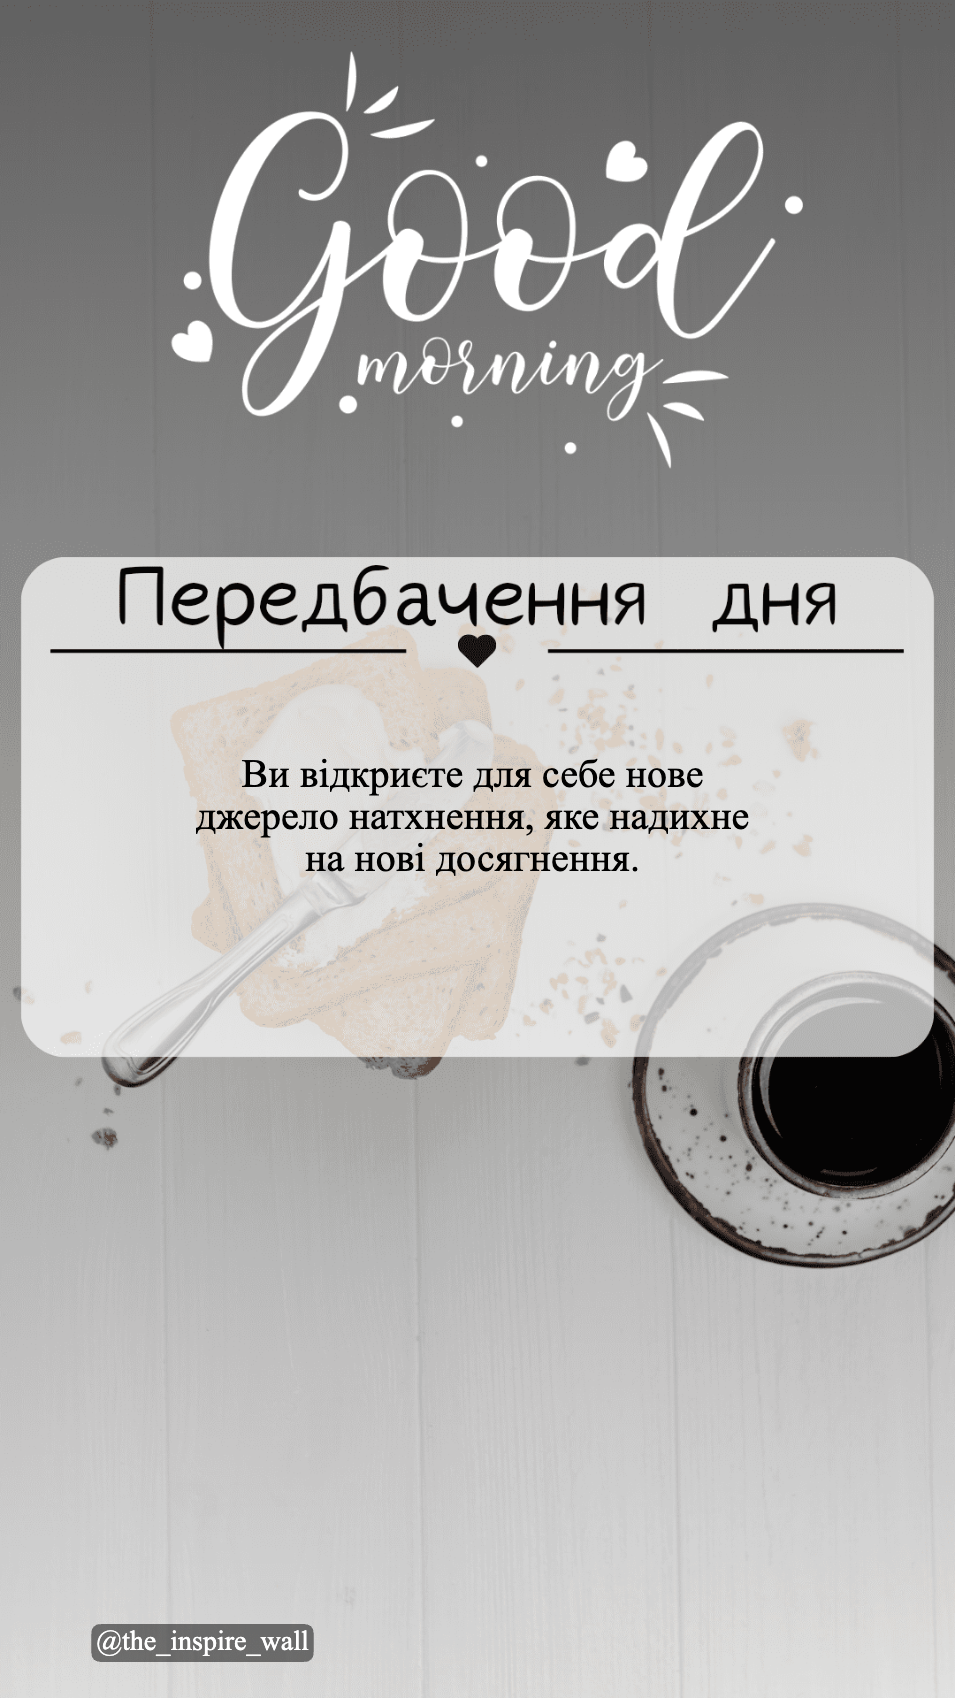 Good
morning
Передбачення дня
Ви відкриєте для себе нове
джерело натхнення, яке надихне
на нові досягнення.
@the_inspire_wall